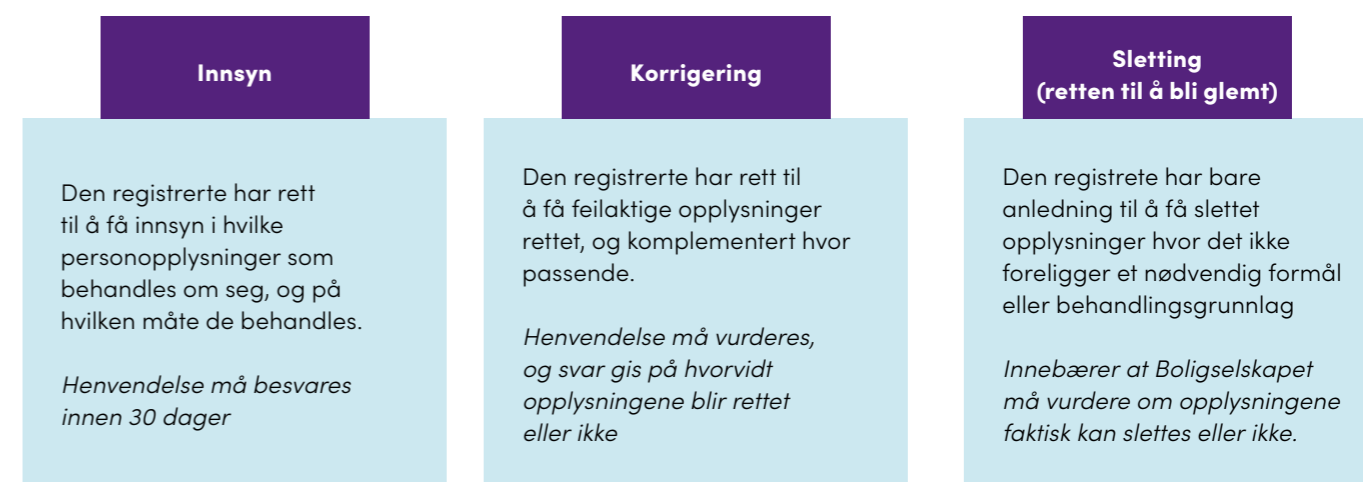 Innsyn
Den registrerte har rett
til å få innsyn i hvilke
personopplysninger som
behandles om seg, og på
hvilken måte de behandles.
Henvendelse må besvares
innen 30 dager
Korrigering
Den registrerte har rett til
å få feilaktige opplysninger
rettet, og komplementert hvor
passende.
Henvendelse må vurderes,
og svar gis på hvorvidt
opplysningene blir rettet
eller ikke
Sletting
(retten til å bli glemt)
Den registrete har bare
anledning til å få slettet
opplysninger hvor det ikke
foreligger et nødvendig formål
eller behandlingsgrunnlag
Innebærer at Boligselskapet
må vurdere om opplysningene
faktisk kan slettes eller ikke.